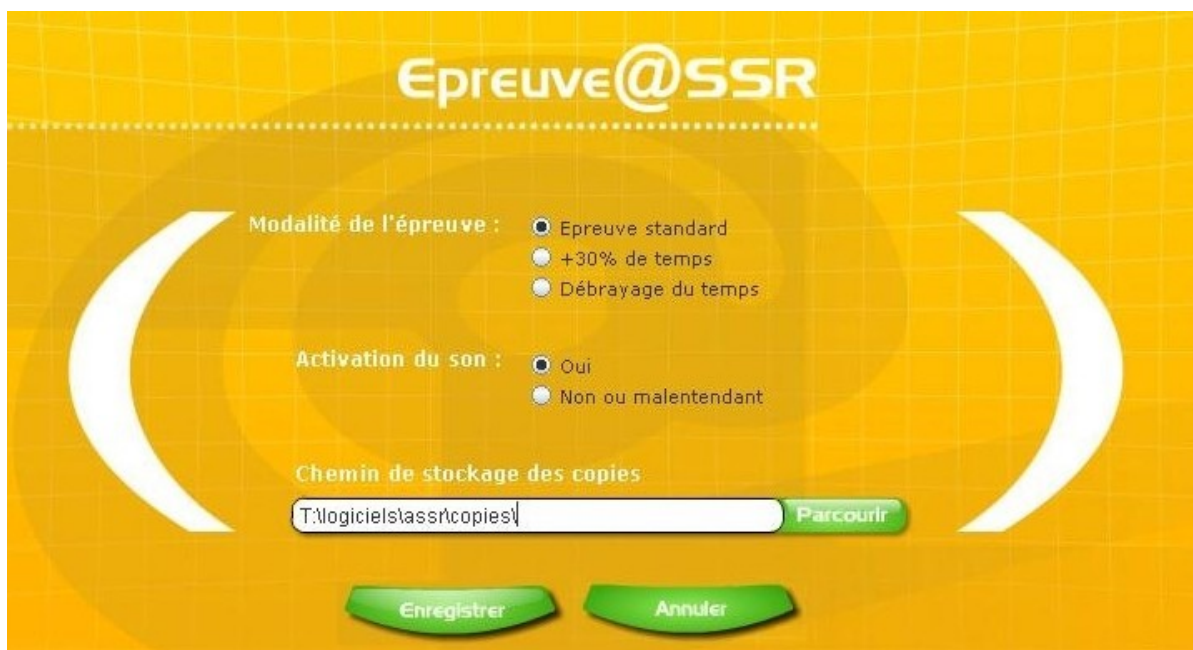 Epreuve@SSR
Modalité de l'épreuve :
Epreuve standard
+30% de temps
Débrayage du temps
Activation du son :
Oui
Non ou malentendant
Chemin de stockage des copies
T:\logiciels\assr\copies\
Parcourir
Enregistrer
Annuler